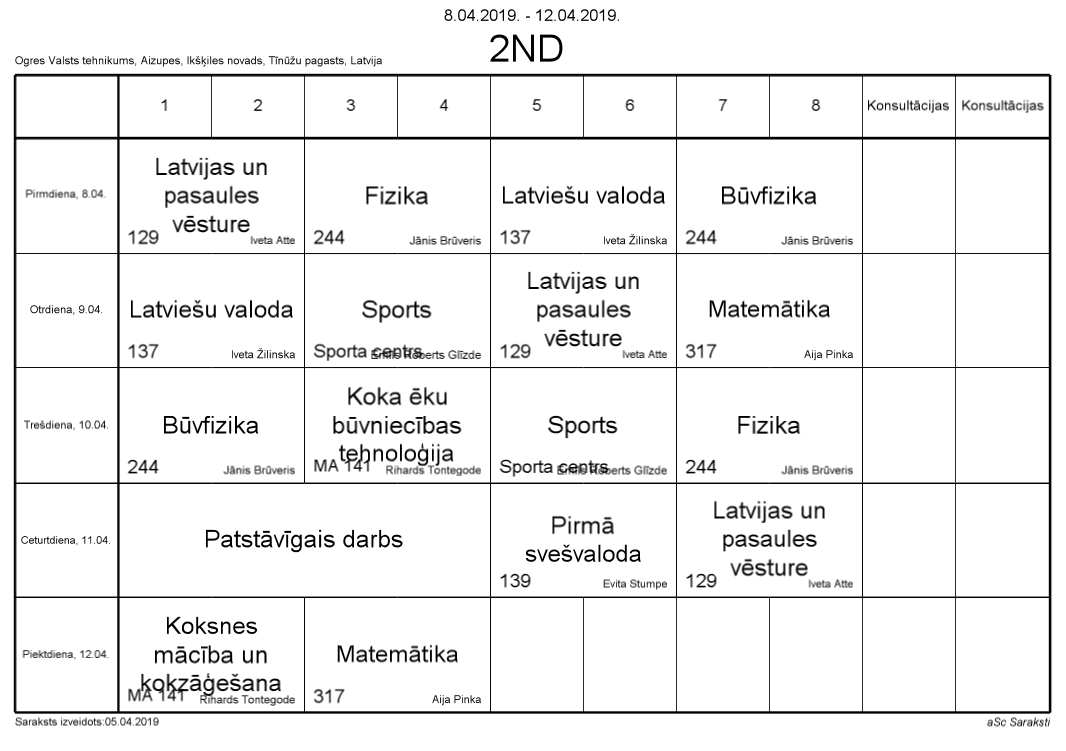 8.04.2019. - 12.04.2019.
2ND
Ogres Valsts tehnikums, Aizupes, Ikšķiles novads, Tīnūžu pagasts, Latvija
1 2 3 4 5 6 7 8 Konsultācijas Konsultācijas
Pirmdiena, 8.04.
Latvijas un
pasaules
vēsture
129 Iveta Atte
Fizika
244 Jānis Brūveris
Latviešu valoda
137 Iveta Žilinska
Būvfizika
244 Jānis Brūveris
Otrdiena, 9.04.
Latviešu valoda
137 Iveta Žilinska
Sports
Sporta centrs Emīls Roberts Glīzde
Latvijas un
pasaules
vēsture
129 Iveta Atte
Matemātika
317 Aija Pinka
Trešdiena, 10.04.
Būvfizika
244 Jānis Brūveris
Koka ēku
būvniecības
tehnoloģija
MA 141 Rihards Tontegode
Sports
Sporta centrs Emīls Roberts Glīzde
Fizika
244 Jānis Brūveris
Ceturtdiena, 11.04.
Patstāvīgais darbs
Pirmā
svešvaloda
139 Evita Stumpe
Latvijas un
pasaules
vēsture
129 Iveta Atte
Piektdiena, 12.04.
Koksnes
mācība un
kokzāģešana
MA 141 Rihards Tontegode
Matemātika
317 Aija Pinka
Saraksts izveidots:05.04.2019
aSc Saraksti